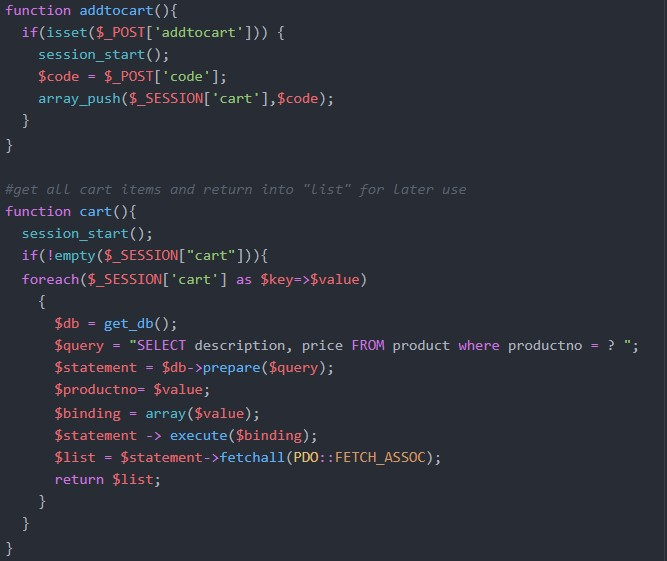 function addtocart(){
  if(isset($_POST['addtocart'])) {
    session_start();
    $code = $_POST['code'];
    array_push($_SESSION['cart'],$code);
  }
}

#get all cart items and return into "list" for later use
function cart(){
  session_start();
  if(!empty($_SESSION["cart"])){
  foreach($_SESSION['cart'] as $key=>$value)
    {
      $db = get_db();
      $query = "SELECT description, price FROM product where productno = ? ";
      $statement = $db->prepare($query);
      $productno= $value;
      $binding = array($value);
      $statement -> execute($binding);
      $list = $statement->fetchall(PDO::FETCH_ASSOC);
      return $list;
    }
  }
}